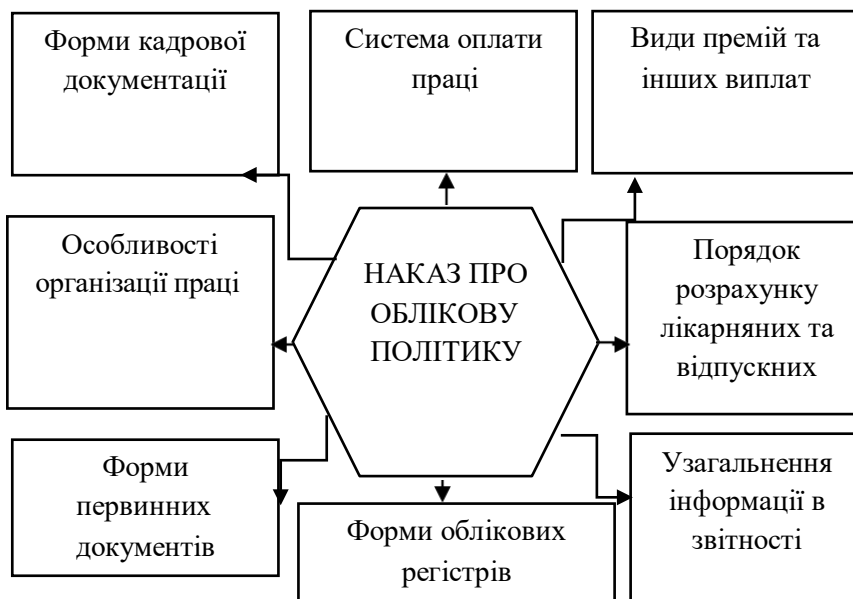 Форми кадрової
документації
Система оплати
праці
Види премій та
інших виплат
Особливості
організації праці
НАКАЗ ПРО
ОБЛІКОВУ
ПОЛІТИКУ
Порядок
розрахунку
лікарняних та
відпускних
Форми
первинних
документів
Форми облікових
регістрів
Узагальнення
інформації в
звітності